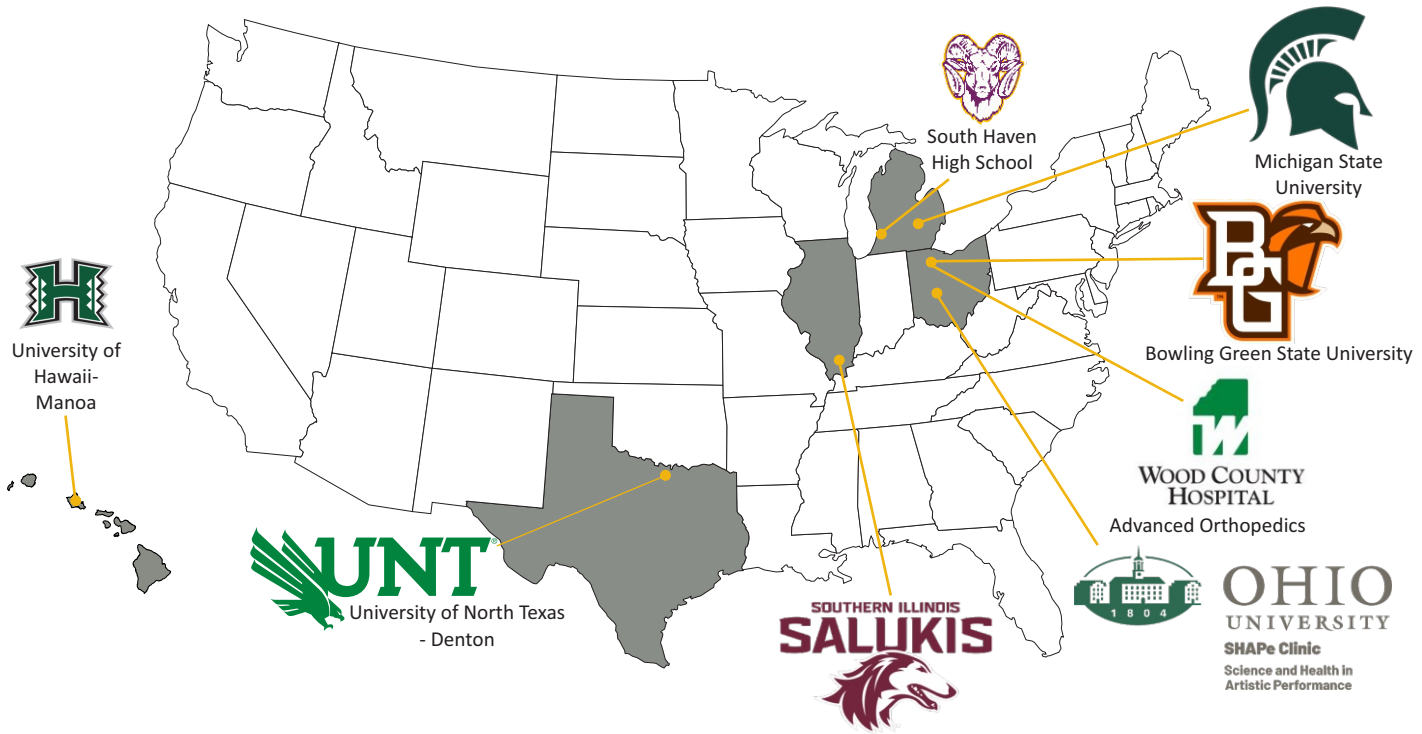 South Haven
High School
Michigan State
University
BG
Bowling Green State University
H
University of
Hawaii-
Manoa
W
WOOD COUNTY
HOSPITAL
Advanced Orthopedics
UNT®
University of North Texas
- Denton
SOUTHERN ILLINOIS
SALUKIS
1804
OHIO
UNIVERSITY
SHAPe Clinic
Science and Health in
Artistic Performance